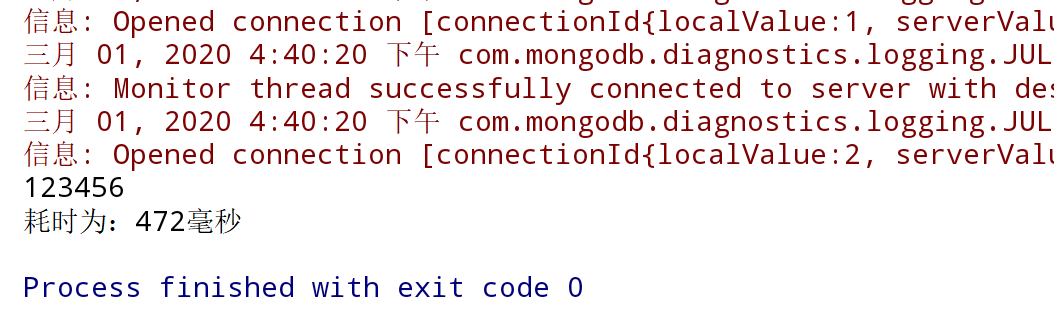 信息: Opened connection [connectionId{localValue:1, serverValu
三月 01, 2020 4:40:20 下午 com.mongodb.diagnostics.logging.JUL
信息: Monitor thread successfully connected to server with des
三月 01, 2020 4:40:20 下午 com.mongodb.diagnostics.logging.JUL
信息: Opened connection [connectionId{localValue:2, serverValu
123456
耗时为：472毫秒
Process finished with exit code 0